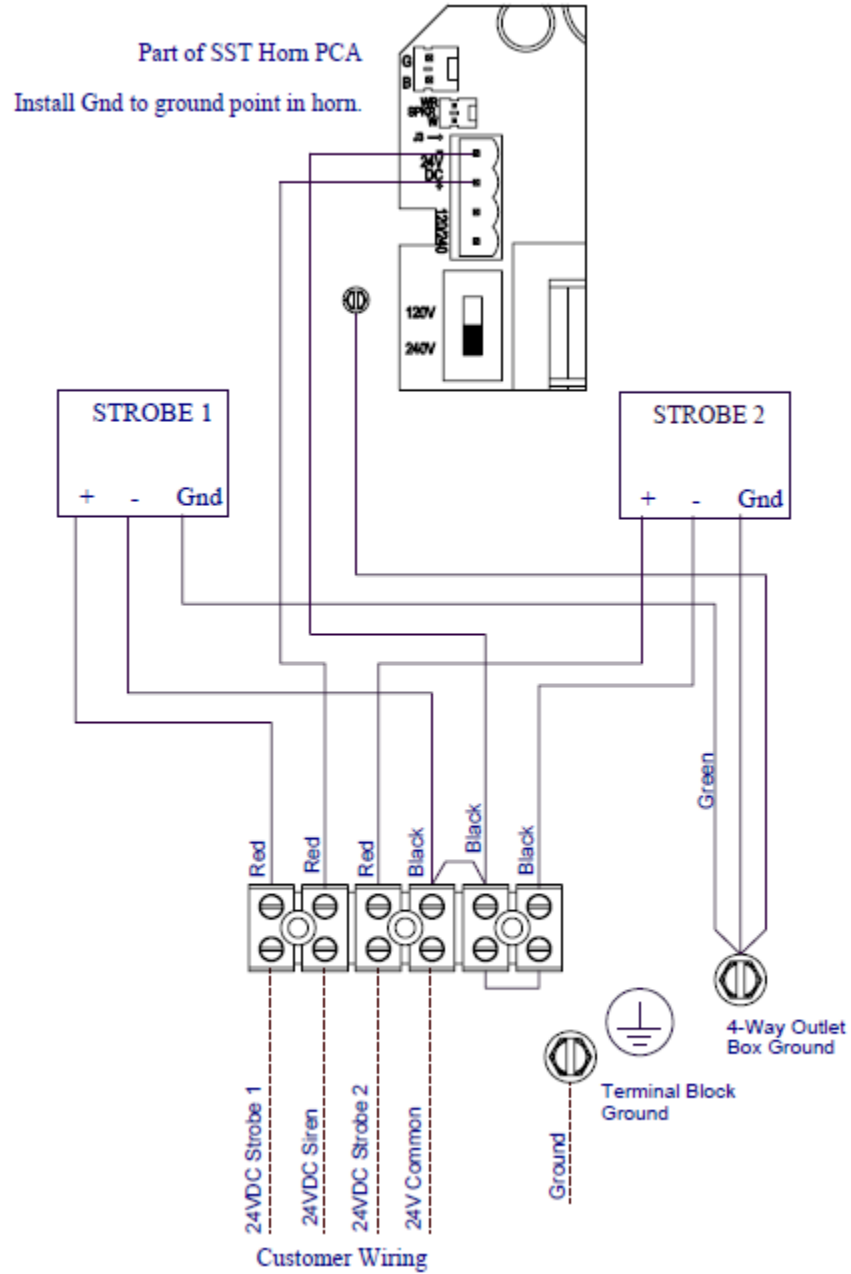 Part of SST Horn PCA
Install Gnd to ground point in horn.
G
B
WR
SPKR
W
J3
-
24V
DC
+
120/240
120V
240V
STROBE 1
+ - Gnd
STROBE 2
+ - Gnd
Red
Red
Red
Black
Black
Black
Green
4-Way Outlet
Box Ground
Terminal Block
Ground
24VDC Strobe 1
24VDC Siren
24VDC Strobe 2
24V Common
Ground
Customer Wiring